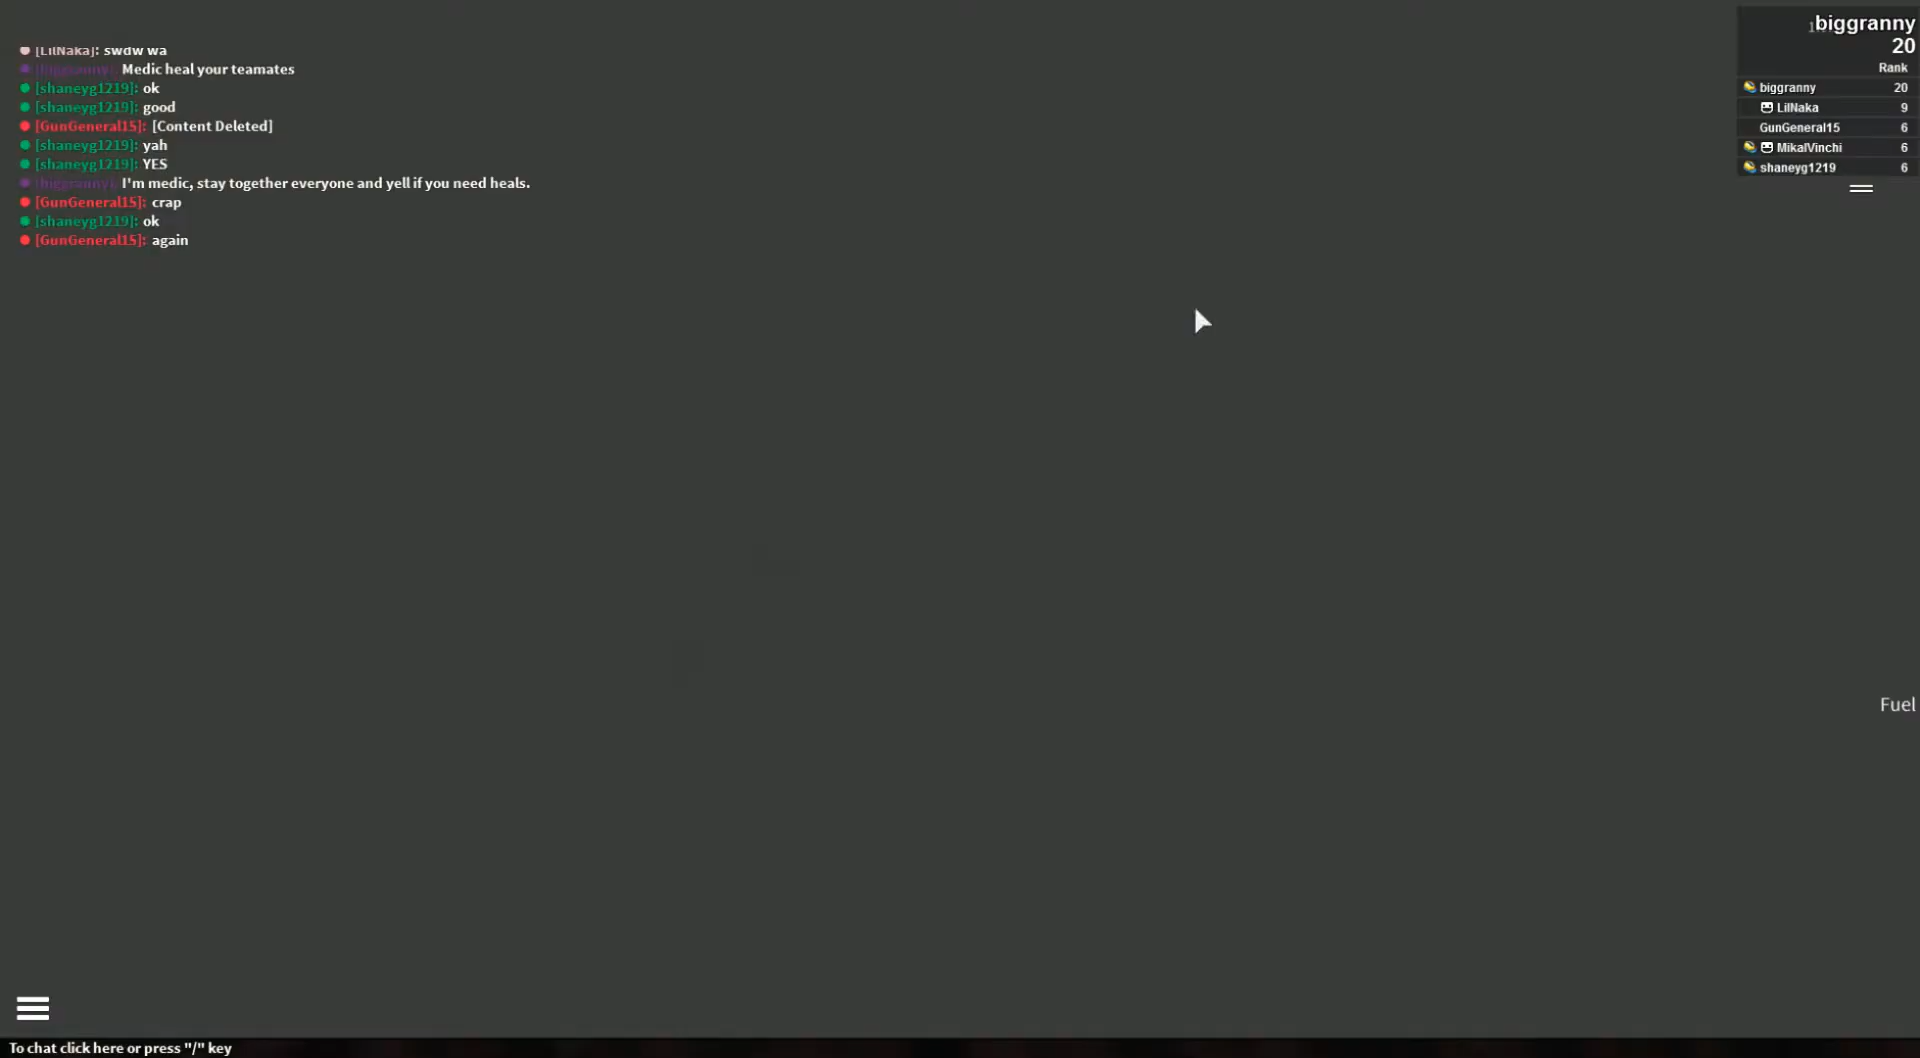 [LilNaka]: swdw wa
[biggranny]: Medic heal your teamates
[shaneyg1219]: ok
[shaneyg1219]: good
[GunGeneral15]: [Content Deleted]
[shaneyg1219]: yah
[shaneyg1219]: YES
[biggranny]: I'm medic, stay together everyone and yell if you need heals.
[GunGeneral15]: crap
[shaneyg1219]: ok
[GunGeneral15]: again
biggranny
20
Rank
biggranny 20
LilNaka 9
GunGeneral15 6
MikalVinchi 6
shaneyg1219 6
Fuel
To chat click here or press "/" key